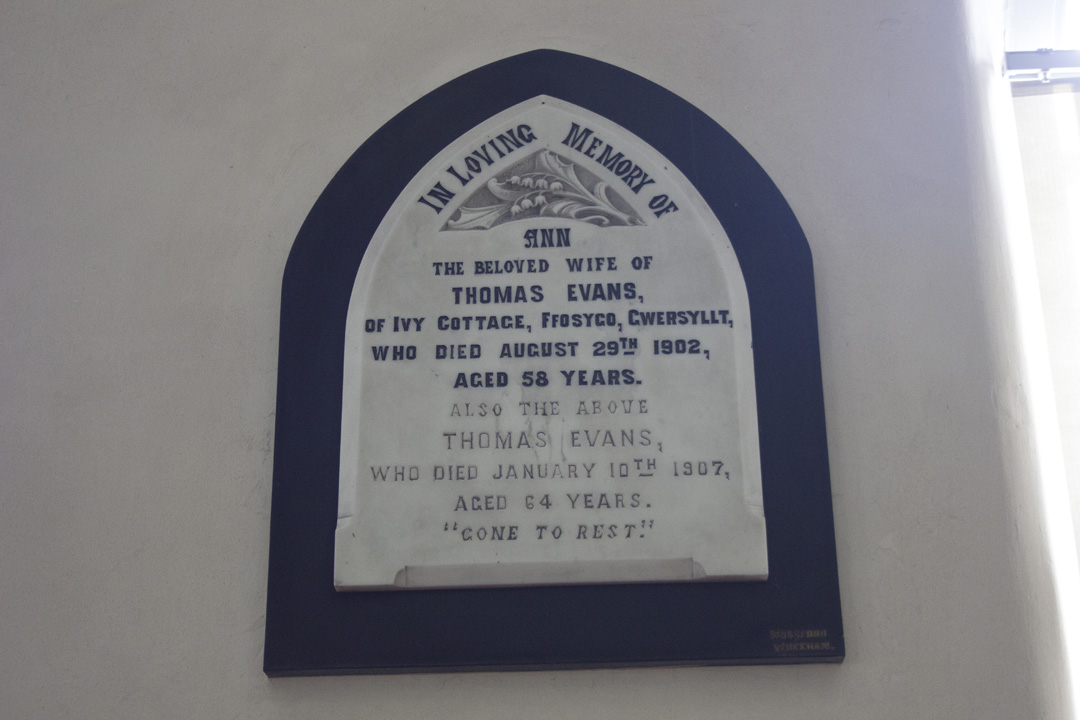 IN LOVING MEMORY OF
ANN
THE BELOVED WIFE OF
THOMAS EVANS,
OF IVY COTTAGE, FFOSYGO, GWERSYLLT,
WHO DIED AUGUST 29TH 1902,
AGED 58 YEARS.
ALSO THE ABOVE
THOMAS EVANS,
WHO DIED JANUARY 10TH 1907,
AGED 64 YEARS.
"GONE TO REST."
WREXHAM.